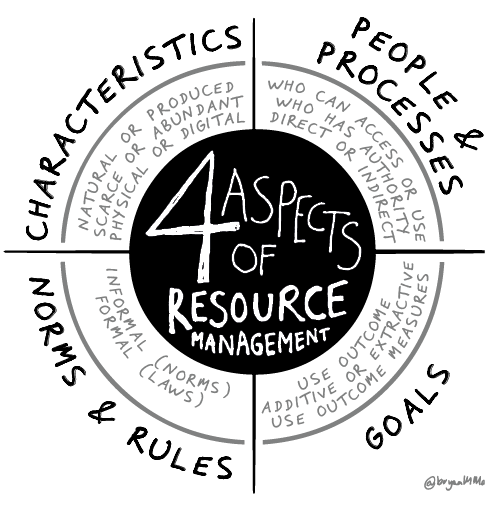 4 ASPECTS
OF
RESOURCE
MANAGEMENT
CHARACTERISTICS
NATURAL OR PRODUCED
SCARCE OR ABUNDANT
PHYSICAL OR DIGITAL
PEOPLE &
PROCESSES
WHO CAN ACCESS OR USE
WHO HAS AUTHORITY
DIRECT OR INDIRECT
NORMS & RULES
INFORMAL (NORMS)
FORMAL (LAWS)
GOALS
USE OUTCOME
ADDITIVE OR EXTRACTIVE
USE OUTCOME MEASURES